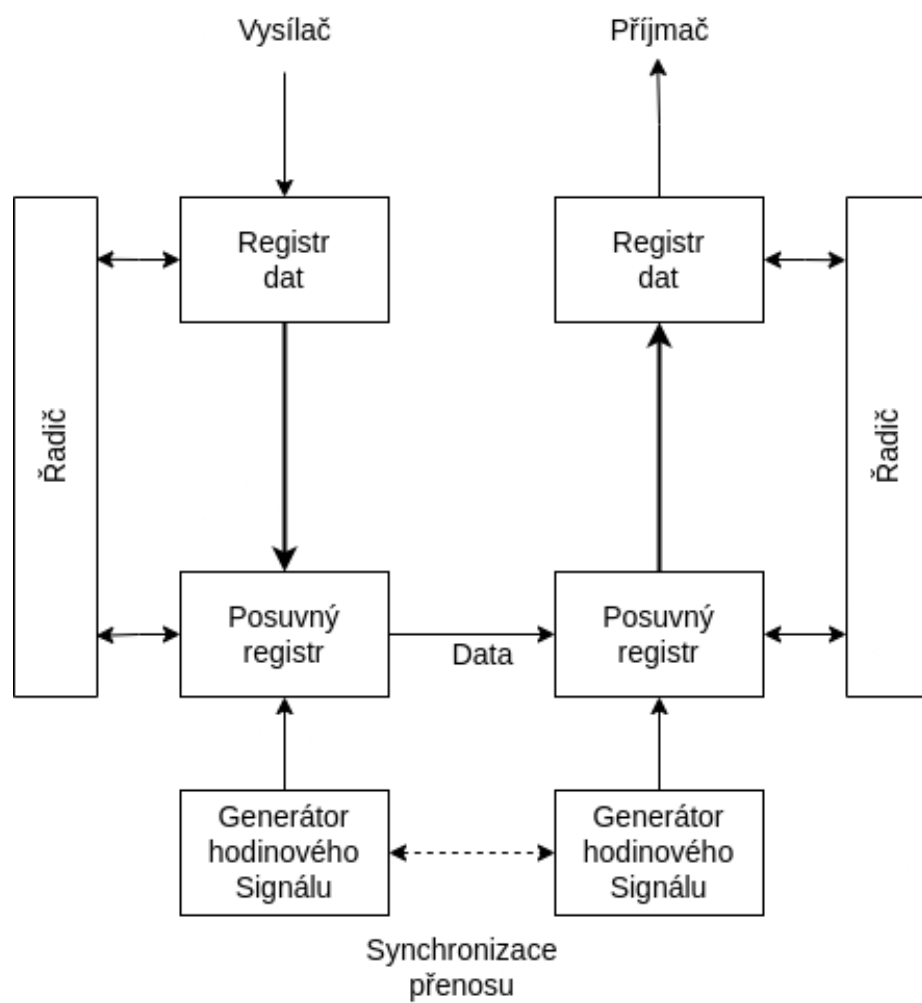 Vysílač
Příjmač
Registr
dat
Registr
dat
Řadič
Řadič
Posuvný
registr
Data
Posuvný
registr
Generátor
hodinového
Signálu
Generátor
hodinového
Signálu
Synchronizace
přenosu